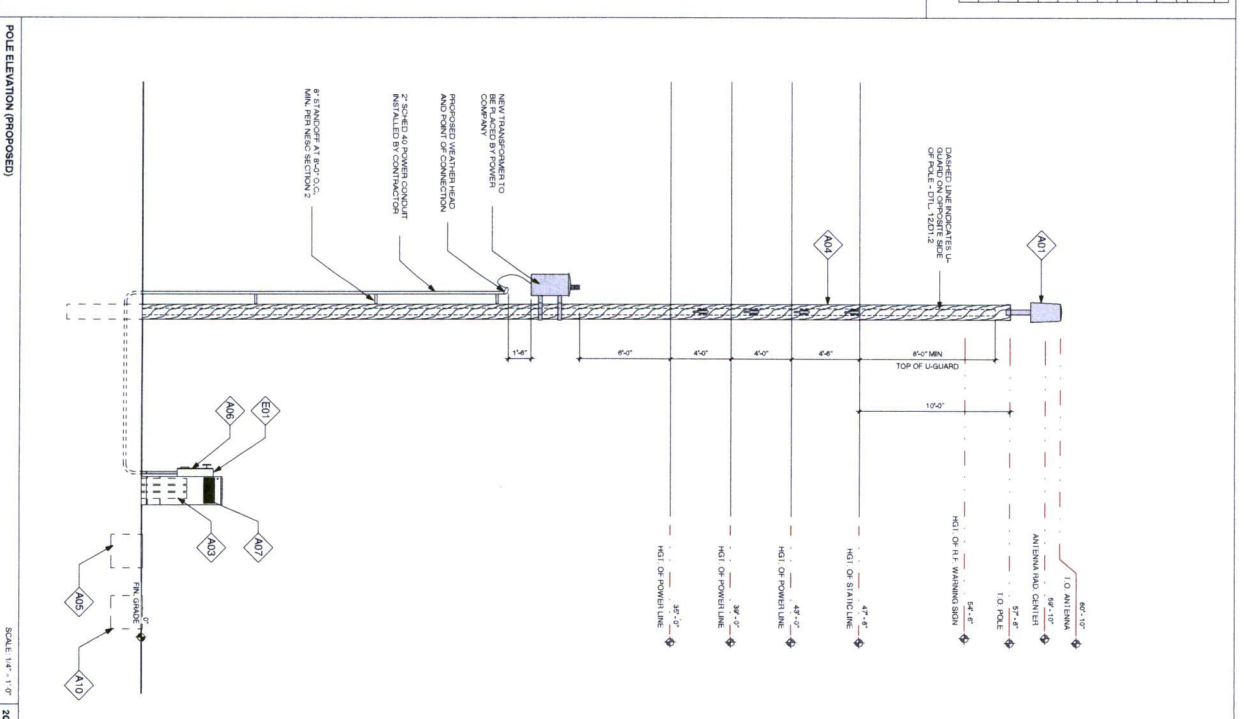 A01
DASHED LINE INDICATES U-
GUARD ON OPPOSITE SIDE
OF POLE - DTL. 12/D1.2
A04
NEW TRANSFORMER TO
BE PLACED BY POWER
COMPANY
PROPOSED WEATHER HEAD
AND POINT OF CONNECTION
2" SCHED 40 POWER CONDUIT
INSTALLED BY CONTRACTOR
8" STANDOFF AT 8'-0" O.C.
MIN. PER NESC SECTION 2
1'-6"
6'-0"
4'-0"
4'-0"
4'-6"
8'-0" MIN
TOP OF U-GUARD
10'-0"
60'-10"
T.O. ANTENNA
59'-10"
ANTENNA RAD. CENTER
57'-6"
T.O. POLE
54'-6"
HGT. OF R.F. WARNING SIGN
47'-6"
HGT. OF STATIC LINE
43'-0"
HGT. OF POWER LINE
39'-0"
HGT. OF POWER LINE
35'-0"
HGT. OF POWER LINE
E01
A06
A07
A03
A05
A10
0"
FIN. GRADE
POLE ELEVATION (PROPOSED)
SCALE: 1/4" = 1'-0"